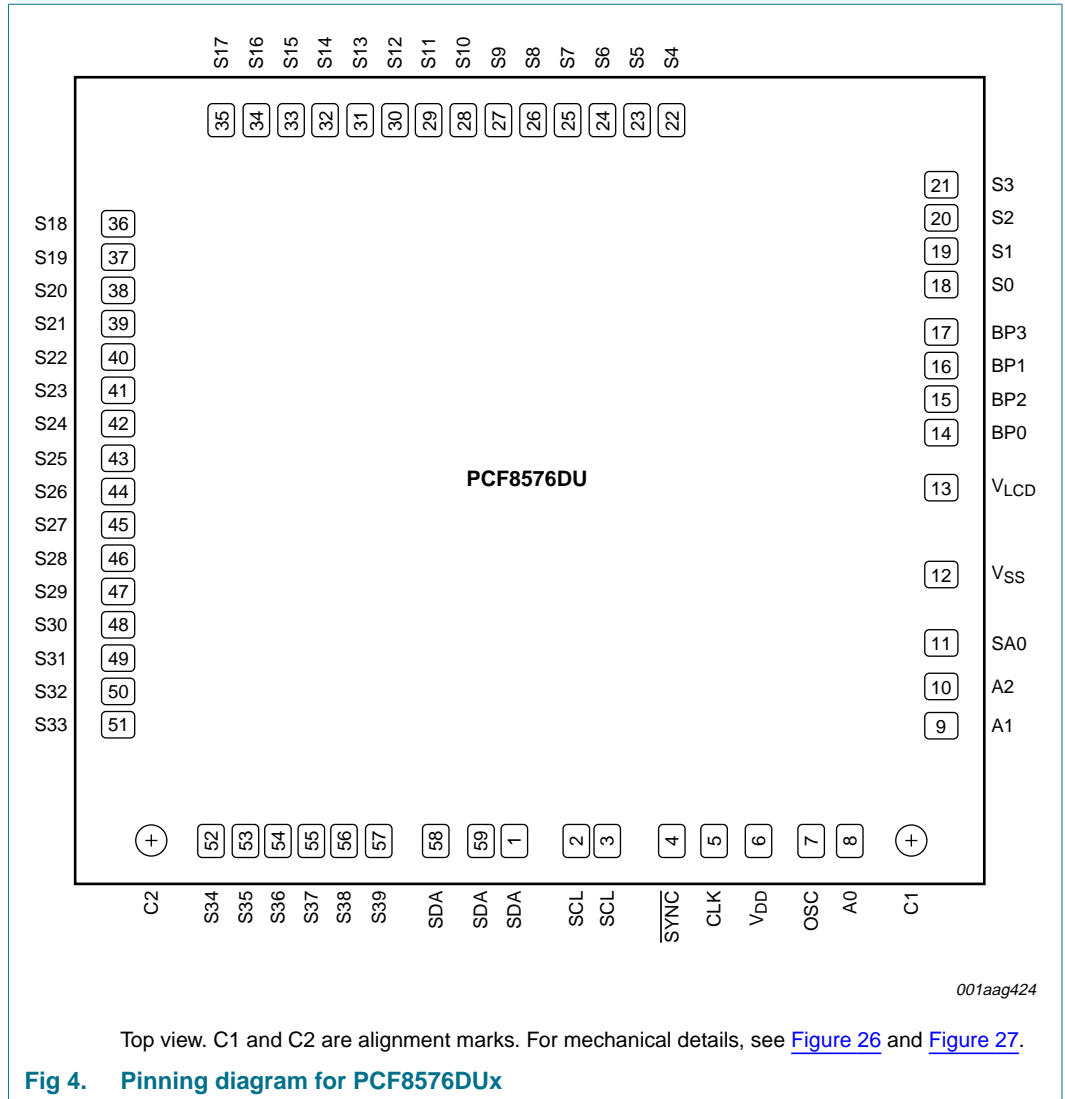 S17 S16 S15 S14 S13 S12 S11 S10 S9 S8 S7 S6 S5 S4
35 34 33 32 31 30 29 28 27 26 25 24 23 22
21 S3
S18 36 20 S2
S19 37 19 S1
S20 38 18 S0
S21 39 17 BP3
S22 40 16 BP1
S23 41 15 BP2
S24 42 14 BP0
S25 43
PCF8576DU
S26 44 13 VLCD
S27 45
S28 46 12 VSS
S29 47
S30 48 11 SA0
S31 49
S32 50 10 A2
S33 51 9 A1
52 53 54 55 56 57 58 59 1 2 3 4 5 6 7 8
C2 S34 S35 S36 S37 S38 S39 SDA SDA SDA SCL SCL SYNC CLK VDD OSC A0 C1
001aag424
Top view. C1 and C2 are alignment marks. For mechanical details, see Figure 26 and Figure 27.
Fig 4. Pinning diagram for PCF8576DUx